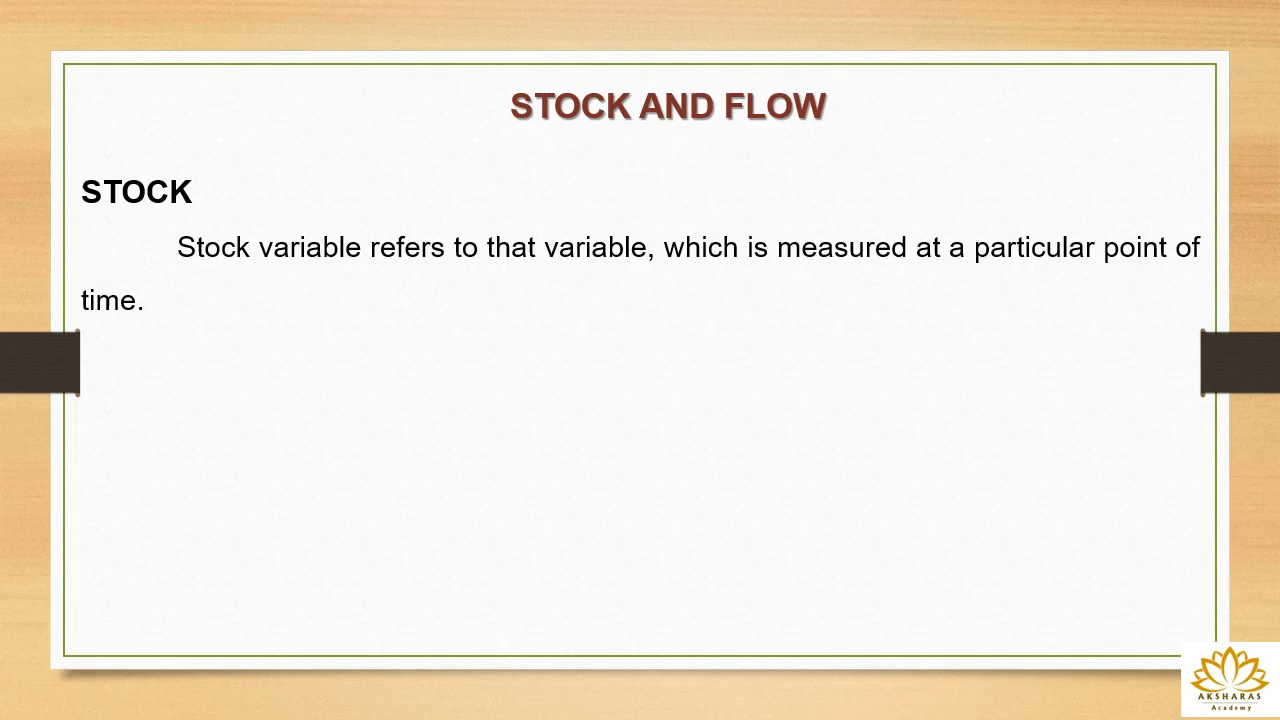 STOCK AND FLOW
STOCK
Stock variable refers to that variable, which is measured at a particular point of
time.
AKSHARAS
Academy